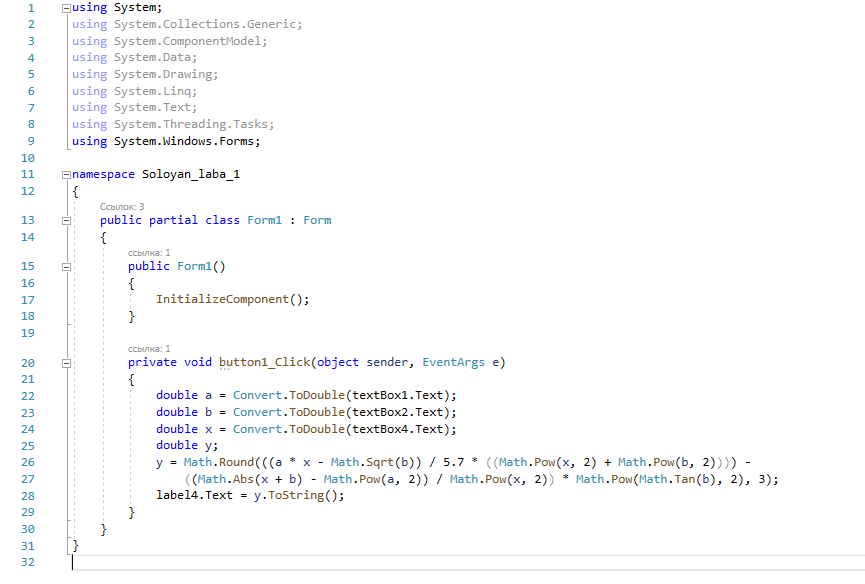 1 using System;
2 using System.Collections.Generic;
3 using System.ComponentModel;
4 using System.Data;
5 using System.Drawing;
6 using System.Linq;
7 using System.Text;
8 using System.Threading.Tasks;
9 using System.Windows.Forms;
10
11 namespace Soloyan_laba_1
12 {
Ссылок: 3
13 public partial class Form1 : Form
14 {
ссылка: 1
15 public Form1()
16 {
17 InitializeComponent();
18 }
19
ссылка: 1
20 private void button1_Click(object sender, EventArgs e)
21 {
22 double a = Convert.ToDouble(textBox1.Text);
23 double b = Convert.ToDouble(textBox2.Text);
24 double x = Convert.ToDouble(textBox4.Text);
25 double y;
26 y = Math.Round(((a * x - Math.Sqrt(b)) / 5.7 * ((Math.Pow(x, 2) + Math.Pow(b, 2)))) -
27 ((Math.Abs(x + b) - Math.Pow(a, 2)) / Math.Pow(x, 2)) * Math.Pow(Math.Tan(b), 2), 3);
28 label4.Text = y.ToString();
29 }
30 }
31 }
32